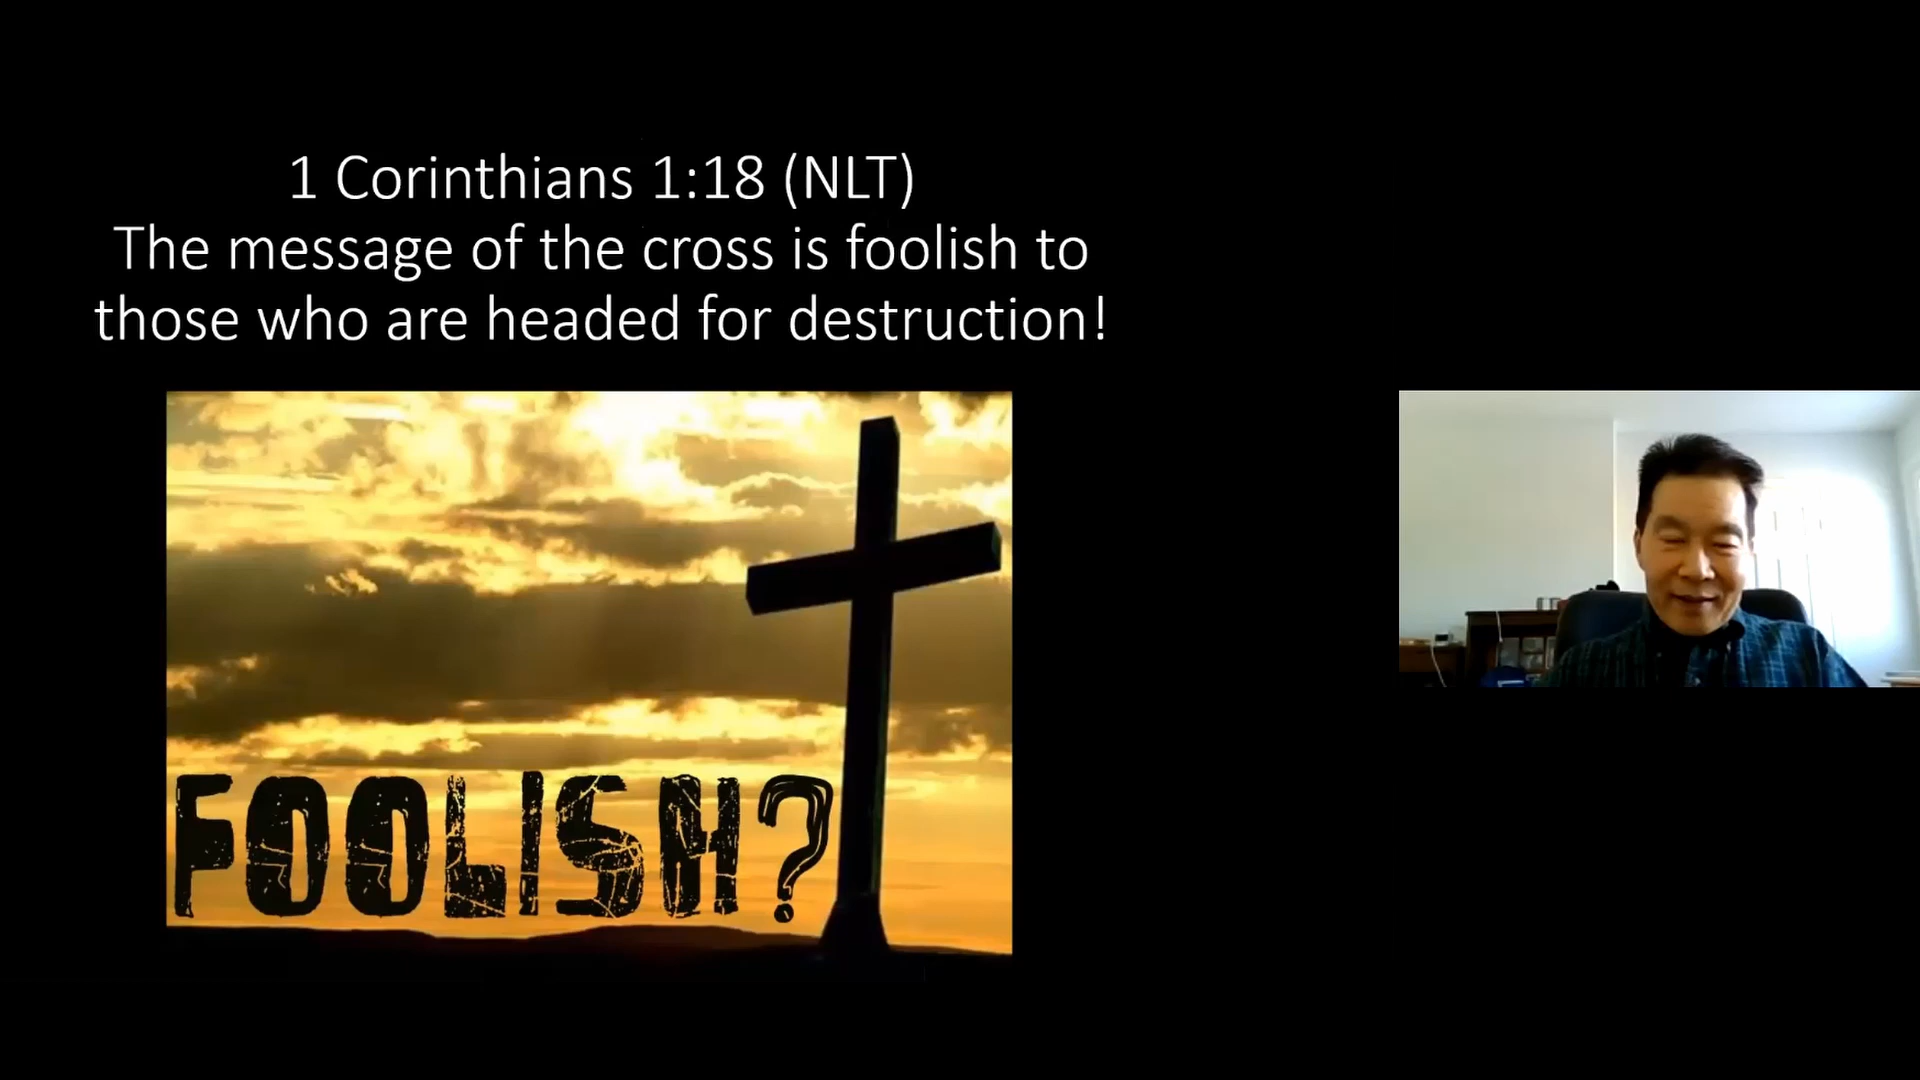 1 Corinthians 1:18 (NLT)
The message of the cross is foolish to
those who are headed for destruction!
FOOLISH?